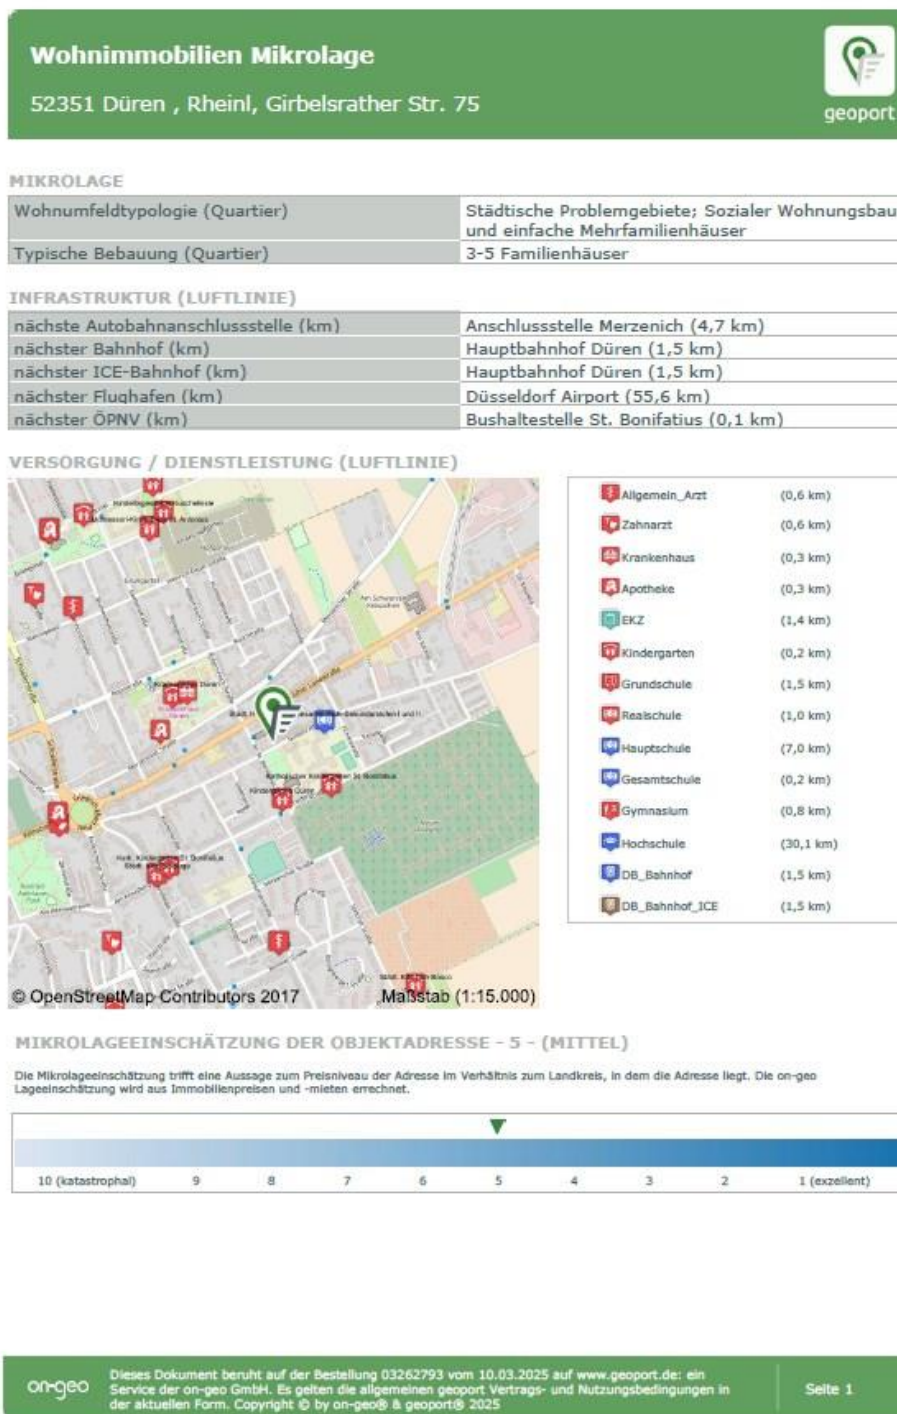 Wohnimmobilien Mikrolage
52351 Düren , Rheinl, Girbelsrather Str. 75
geoport
MIKROLAGE
Wohnumfeldtypologie (Quartier) Städtische Problemgebiete; Sozialer Wohnungsbau
und einfache Mehrfamilienhäuser
Typische Bebauung (Quartier) 3-5 Familienhäuser
INFRASTRUKTUR (LUFTLINIE)
nächste Autobahnanschlussstelle (km) Anschlussstelle Merzenich (4,7 km)
nächster Bahnhof (km) Hauptbahnhof Düren (1,5 km)
nächster ICE-Bahnhof (km) Hauptbahnhof Düren (1,5 km)
nächster Flughafen (km) Düsseldorf Airport (55,6 km)
nächster ÖPNV (km) Bushaltestelle St. Bonifatius (0,1 km)
VERSORGUNG / DIENSTLEISTUNG (LUFTLINIE)
Allgemein_Arzt (0,6 km)
Zahnarzt (0,6 km)
Krankenhaus (0,3 km)
Apotheke (0,3 km)
EKZ (1,4 km)
Kindergarten (0,2 km)
Grundschule (1,5 km)
Realschule (1,0 km)
Hauptschule (7,0 km)
Gesamtschule (0,2 km)
Gymnasium (0,8 km)
Hochschule (30,1 km)
DB_Bahnhof (1,5 km)
DB_Bahnhof_ICE (1,5 km)
© OpenStreetMap Contributors 2017 Maßstab (1:15.000)
MIKROLAGEEINSCHÄTZUNG DER OBJEKTADRESSE - 5 - (MITTEL)
Die Mikrolageeinschätzung trifft eine Aussage zum Preisniveau der Adresse im Verhältnis zum Landkreis, in dem die Adresse liegt. Die on-geo
Lageeinschätzung wird aus Immobilienpreisen und -mieten errechnet.
10 (katastrophal) 9 8 7 6 5 4 3 2 1 (exzellent)
on-geo
Dieses Dokument beruht auf der Bestellung 03262793 vom 10.03.2025 auf www.geoport.de: ein
Service der on-geo GmbH. Es gelten die allgemeinen geoport Vertrags- und Nutzungsbedingungen in
der aktuellen Form. Copyright © by on-geo® & geoport® 2025
Seite 1